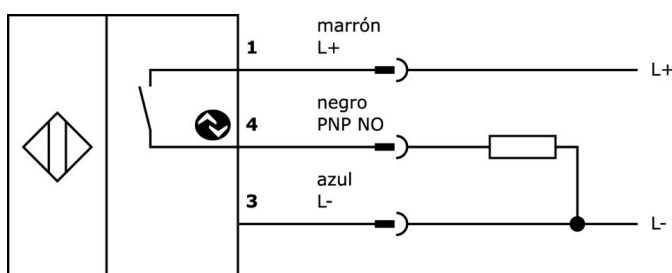 marrón
1 L+
L+
negro
4 PNP NO
azul
3 L-
L-